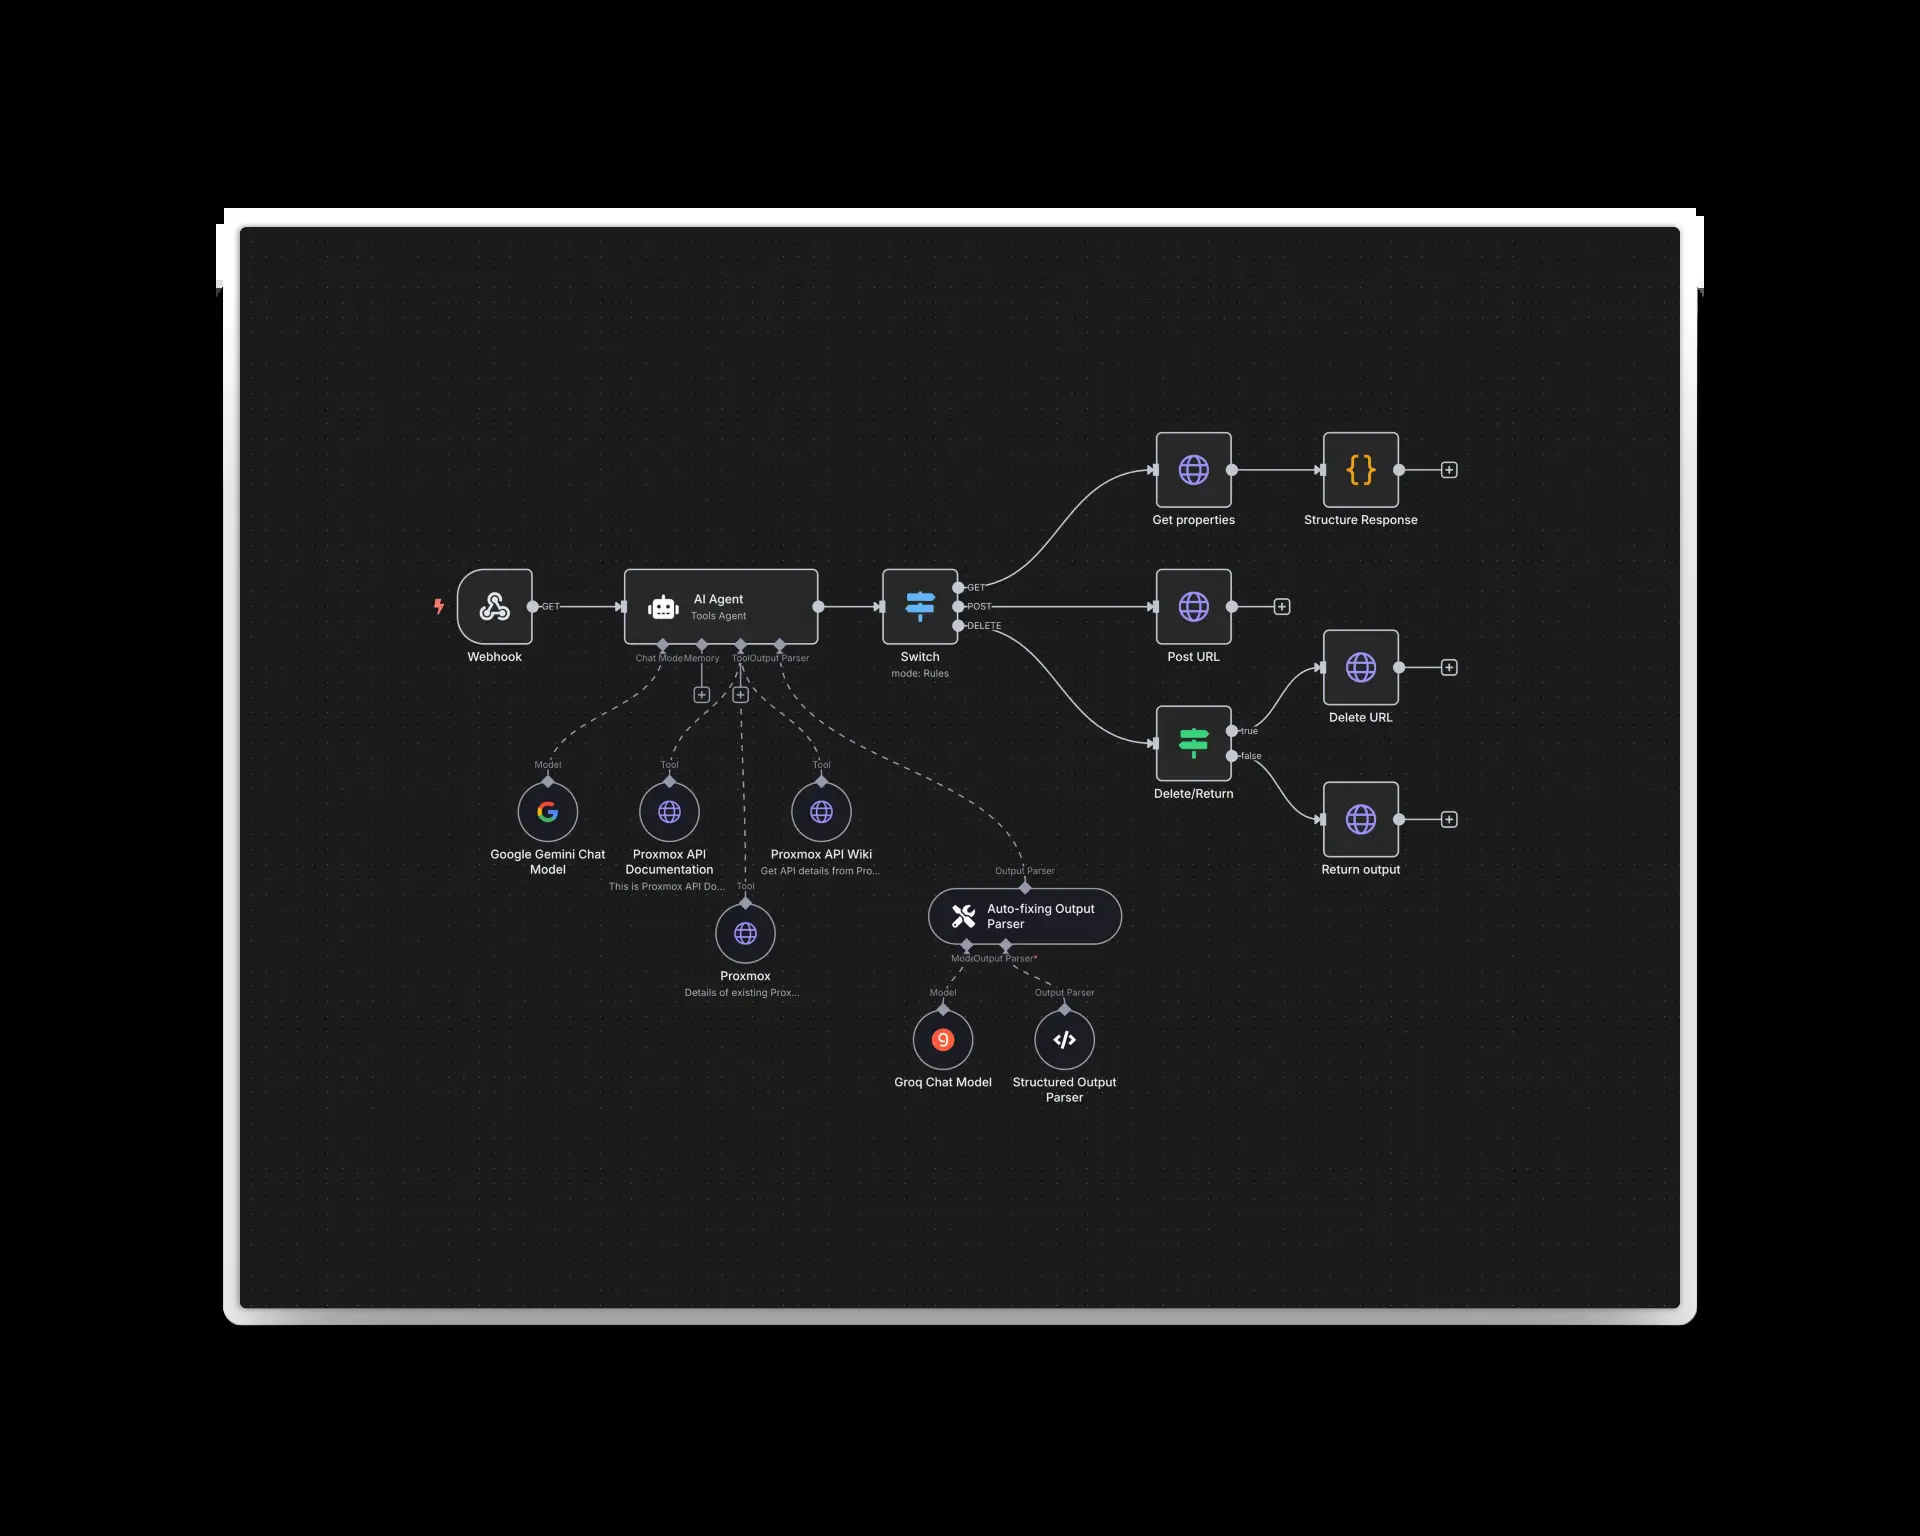 Get properties
Structure Response
GET
AI Agent
Tools Agent
GET
POST
DELETE
Webhook
Chat Mode
Memory
Tool
Output Parser
Switch
mode: Rules
Post URL
Delete URL
true
false
Delete/Return
Return output
Model
Tool
Tool
Google Gemini Chat
Model
Proxmox API
Documentation
This is Proxmox API Do...
Proxmox API Wiki
Get API details from Pro...
Tool
Proxmox
Details of existing Prox...
Output Parser
Auto-fixing Output
Parser
Mode
Output Parser*
Model
Output Parser
Groq Chat Model
Structured Output
Parser